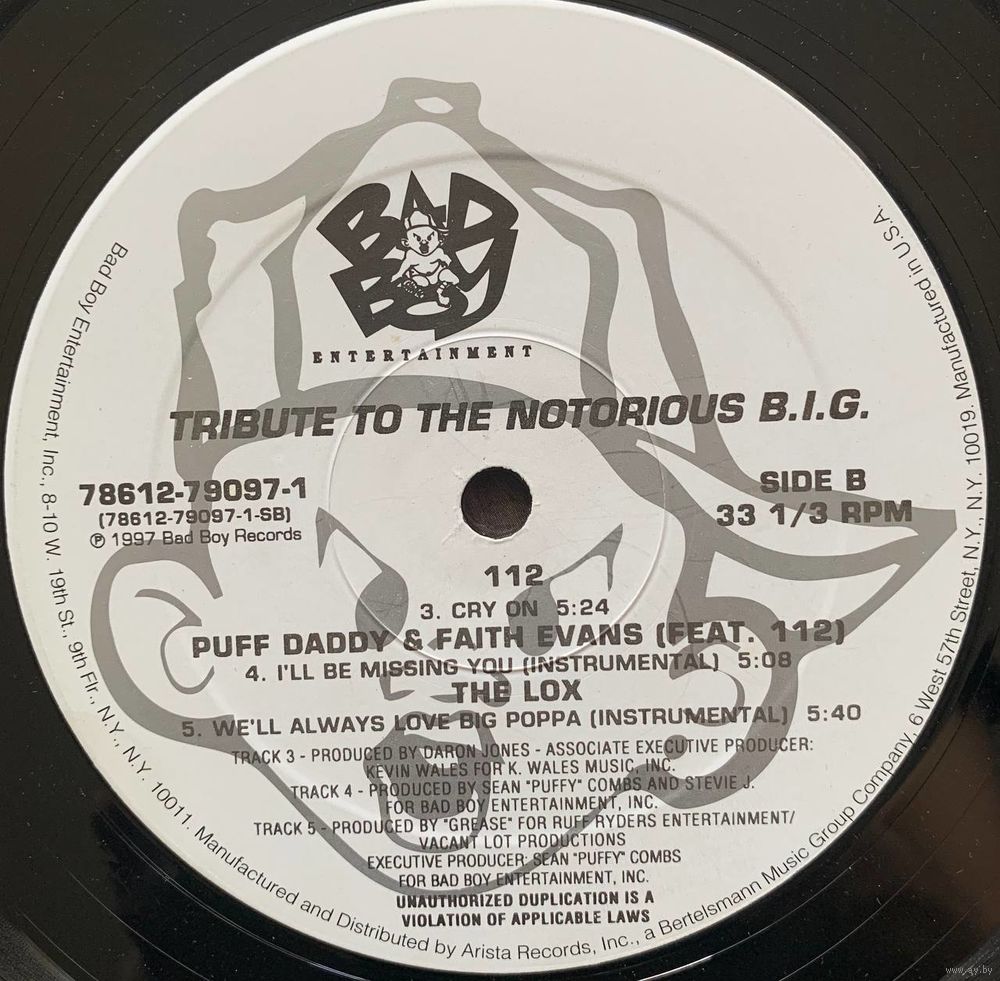 BAD BOY
ENTERTAINMENT
TRIBUTE TO THE NOTORIOUS B.I.G.
78612-79097-1
(78612-79097-1-SB)
℗ 1997 Bad Boy Records
SIDE B
33 1/3 RPM
112
3. CRY ON 5:24
PUFF DADDY & FAITH EVANS (FEAT. 112)
4. I'LL BE MISSING YOU (INSTRUMENTAL) 5:08
THE LOX
5. WE'LL ALWAYS LOVE BIG POPPA (INSTRUMENTAL) 5:40
TRACK 3 - PRODUCED BY DARON JONES - ASSOCIATE EXECUTIVE PRODUCER:
KEVIN WALES FOR K. WALES MUSIC, INC.
TRACK 4 - PRODUCED BY SEAN "PUFFY" COMBS AND STEVIE J.
FOR BAD BOY ENTERTAINMENT, INC.
TRACK 5 - PRODUCED BY "GREASE" FOR RUFF RYDERS ENTERTAINMENT/
VACANT LOT PRODUCTIONS
EXECUTIVE PRODUCER: SEAN "PUFFY" COMBS
FOR BAD BOY ENTERTAINMENT, INC.
UNAUTHORIZED DUPLICATION IS A
VIOLATION OF APPLICABLE LAWS
Bad Boy Entertainment, Inc., 8-10 W. 19th St., 9th Flr., N.Y., N.Y. 10011. Manufactured and Distributed by Arista Records, Inc., a Bertelsmann Music Group Company, 6 West 57th Street, N.Y., N.Y. 10019. Manufactured in U.S.A.
www.ay.by